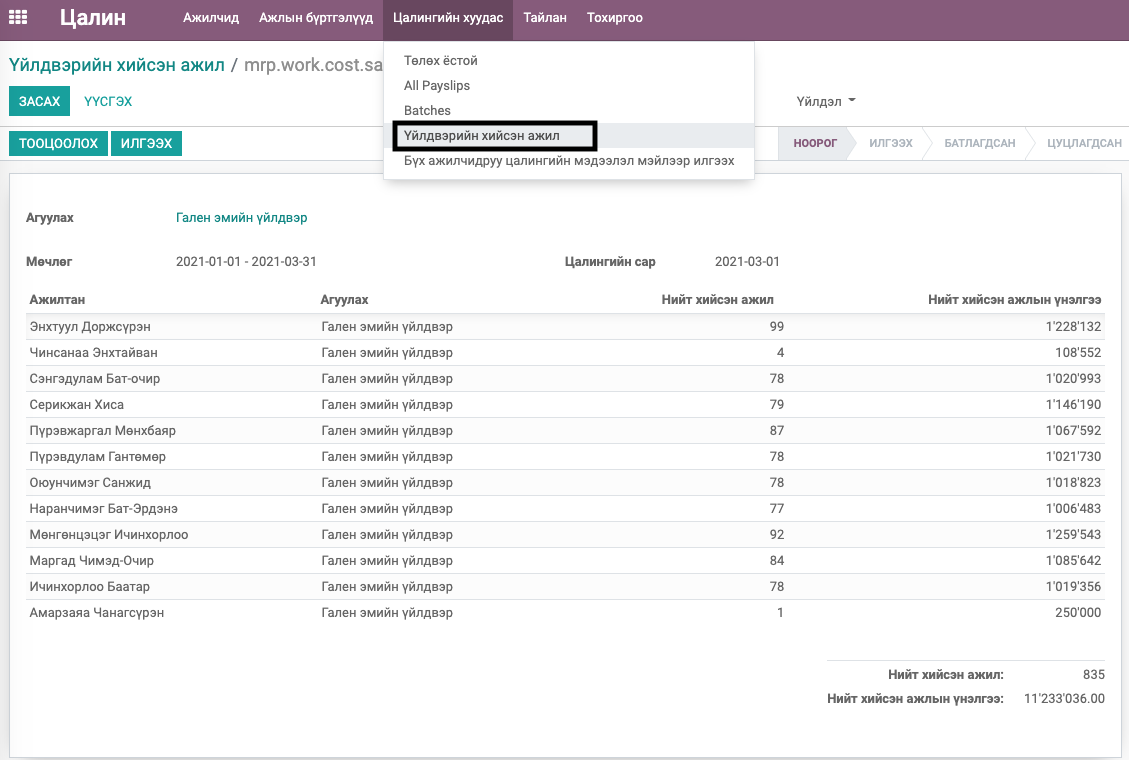 Цалин Ажилчид Ажлын бүртгэлүүд Цалингийн хуудас Тайлан Тохиргоо
Үйлдвэрийн хийсэн ажил / mrp.work.cost.sa
Төлөх ёстой
All Payslips
Batches
Үйлдвэрийн хийсэн ажил
Бүх ажилчидруу цалингийн мэдээлэл мэйлээр илгээх
ЗАСАХ ҮҮСГЭХ Үйлдэл
ТООЦООЛОХ ИЛГЭЭХ НООРОГ ИЛГЭЭХ БАТЛАГДСАН ЦУЦЛАГДСАН
Агуулах Гален эмийн үйлдвэр
Мөчлөг 2021-01-01 - 2021-03-31 Цалингийн сар 2021-03-01
Ажилтан Агуулах Нийт хийсэн ажил Нийт хийсэн ажлын үнэлгээ
Энхтуул Доржсүрэн Гален эмийн үйлдвэр 99 1'228'132
Чинсанаа Энхтайван Гален эмийн үйлдвэр 4 108'552
Сэнгэдулам Бат-очир Гален эмийн үйлдвэр 78 1'020'993
Серикжан Хиса Гален эмийн үйлдвэр 79 1'146'190
Пүрэвжаргал Мөнхбаяр Гален эмийн үйлдвэр 87 1'067'592
Пүрэвдулам Гантөмөр Гален эмийн үйлдвэр 78 1'021'730
Оюунчимэг Санжид Гален эмийн үйлдвэр 78 1'018'823
Наранчимэг Бат-Эрдэнэ Гален эмийн үйлдвэр 77 1'006'483
Мөнгөнцэцэг Ичинхорлоо Гален эмийн үйлдвэр 92 1'259'543
Маргад Чимэд-Очир Гален эмийн үйлдвэр 84 1'085'642
Ичинхорлоо Баатар Гален эмийн үйлдвэр 78 1'019'356
Амарзаяа Чанагсүрэн Гален эмийн үйлдвэр 1 250'000
Нийт хийсэн ажил: 835
Нийт хийсэн ажлын үнэлгээ: 11'233'036.00